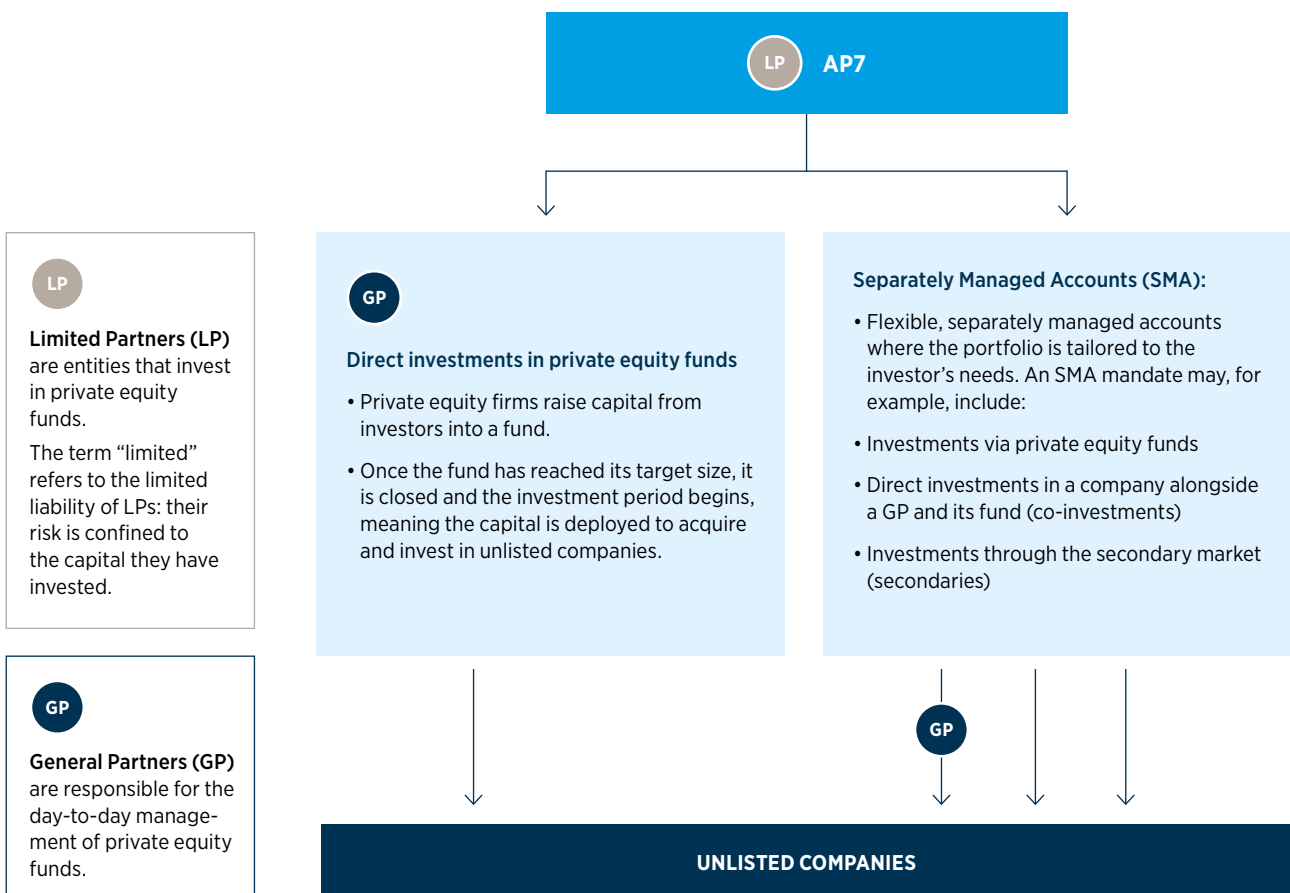 LP AP7
LP
Limited Partners (LP)
are entities that invest
in private equity
funds.
The term “limited”
refers to the limited
liability of LPs: their
risk is confined to
the capital they have
invested.
GP
General Partners (GP)
are responsible for the
day-to-day manage-
ment of private equity
funds.
GP
Direct investments in private equity funds
• Private equity firms raise capital from
investors into a fund.
• Once the fund has reached its target size, it
is closed and the investment period begins,
meaning the capital is deployed to acquire
and invest in unlisted companies.
Separately Managed Accounts (SMA):
• Flexible, separately managed accounts
where the portfolio is tailored to the
investor’s needs. An SMA mandate may, for
example, include:
• Investments via private equity funds
• Direct investments in a company alongside
a GP and its fund (co-investments)
• Investments through the secondary market
(secondaries)
GP
UNLISTED COMPANIES